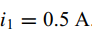 i₁ = 0.5 A